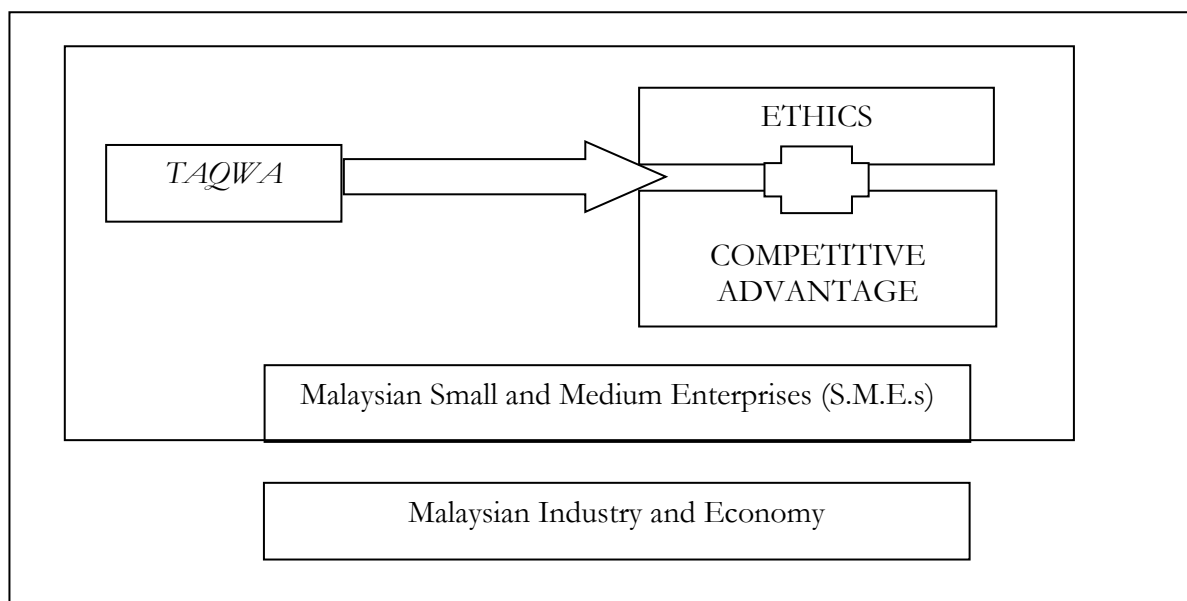 ETHICS
TAQWA
COMPETITIVE
ADVANTAGE
Malaysian Small and Medium Enterprises (S.M.E.s)
Malaysian Industry and Economy